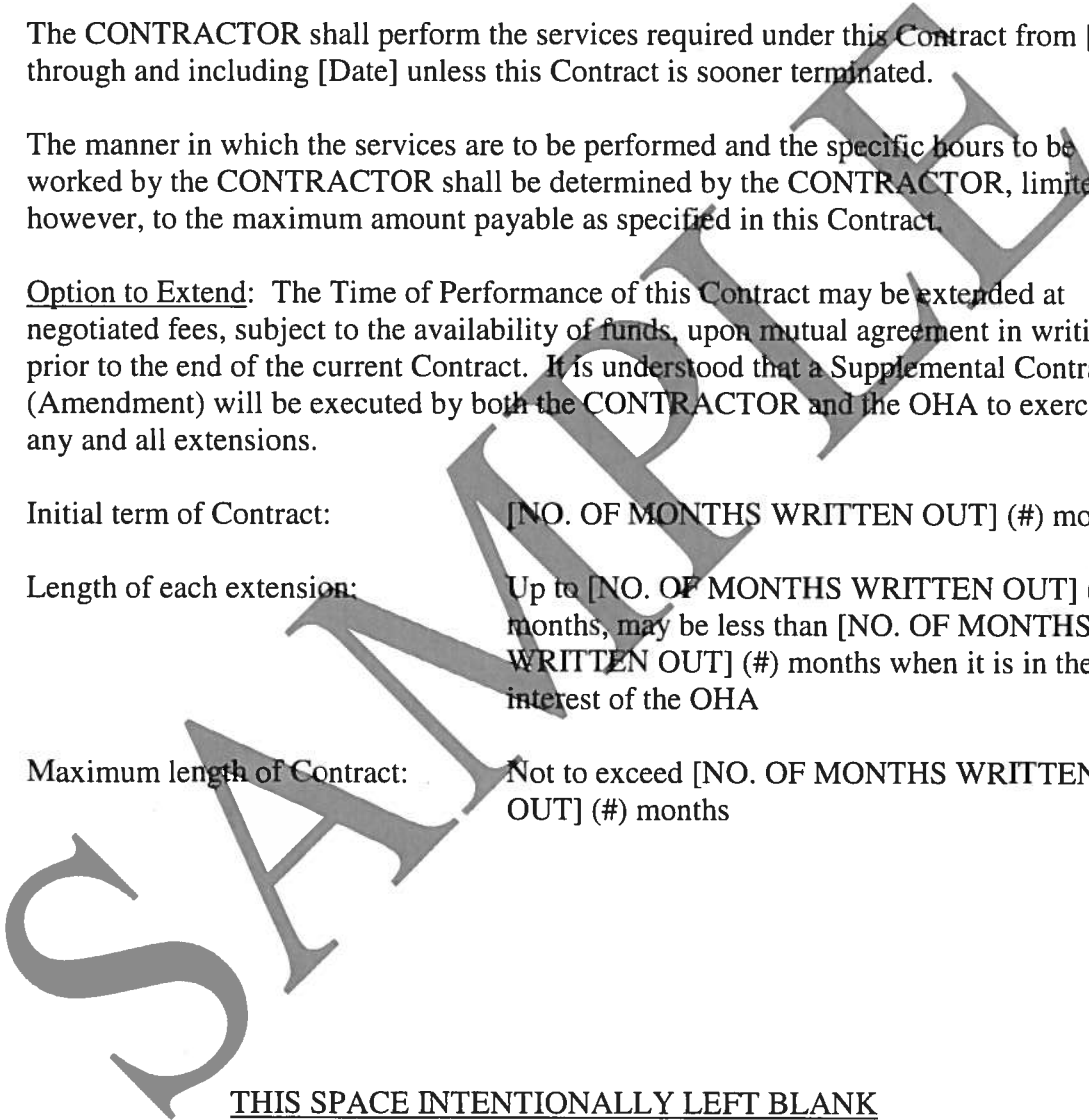 The CONTRACTOR shall perform the services required under this Contract from [
through and including [Date] unless this Contract is sooner terminated.
The manner in which the services are to be performed and the specific hours to be
worked by the CONTRACTOR shall be determined by the CONTRACTOR, limite
however, to the maximum amount payable as specified in this Contract.
Option to Extend: The Time of Performance of this Contract may be extended at
negotiated fees, subject to the availability of funds, upon mutual agreement in writi
prior to the end of the current Contract. It is understood that a Supplemental Contra
(Amendment) will be executed by both the CONTRACTOR and the OHA to exerc
any and all extensions.
Initial term of Contract: [NO. OF MONTHS WRITTEN OUT] (#) mo
Length of each extension: Up to [NO. OF MONTHS WRITTEN OUT] (
months, may be less than [NO. OF MONTHS
WRITTEN OUT] (#) months when it is in the
interest of the OHA
Maximum length of Contract: Not to exceed [NO. OF MONTHS WRITTEN
OUT] (#) months
SAMPLE
THIS SPACE INTENTIONALLY LEFT BLANK